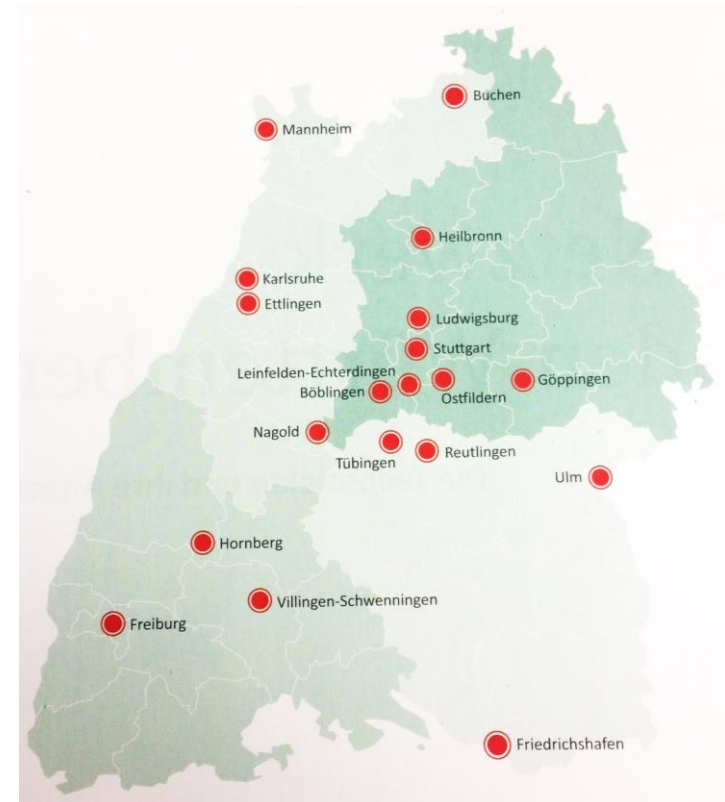 Buchen
Mannheim
Heilbronn
Karlsruhe
Ettlingen
Ludwigsburg
Stuttgart
Leinfelden-Echterdingen
Böblingen
Ostfildern
Göppingen
Nagold
Tübingen
Reutlingen
Ulm
Hornberg
Villingen-Schwenningen
Freiburg
Friedrichshafen